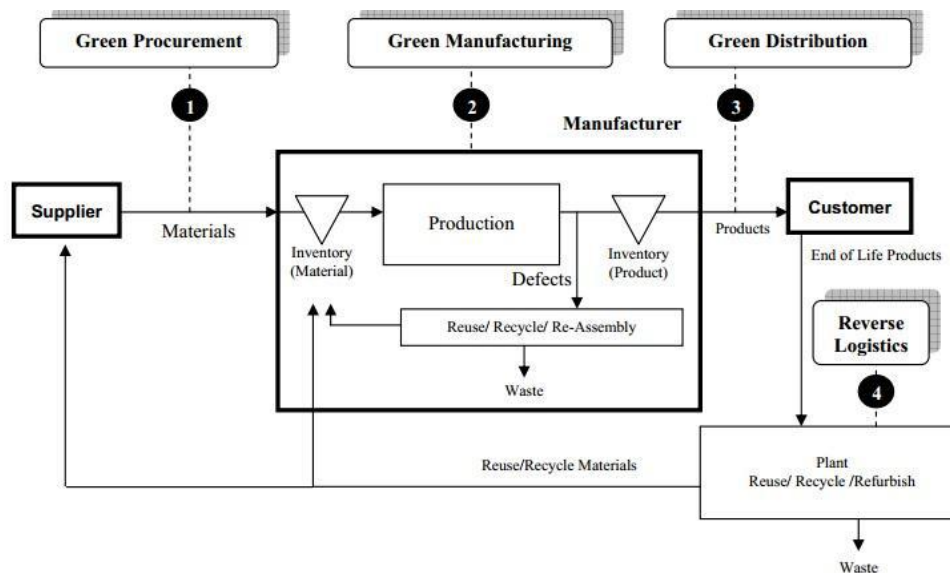 Green Procurement
Green Manufacturing
Green Distribution
1
2
3
Manufacturer
Supplier
Materials
Inventory
(Material)
Production
Defects
Inventory
(Product)
Products
Customer
End of Life Products
Reuse/ Recycle/ Re-Assembly
Waste
Reverse
Logistics
4
Reuse/Recycle Materials
Plant
Reuse/ Recycle /Refurbish
Waste